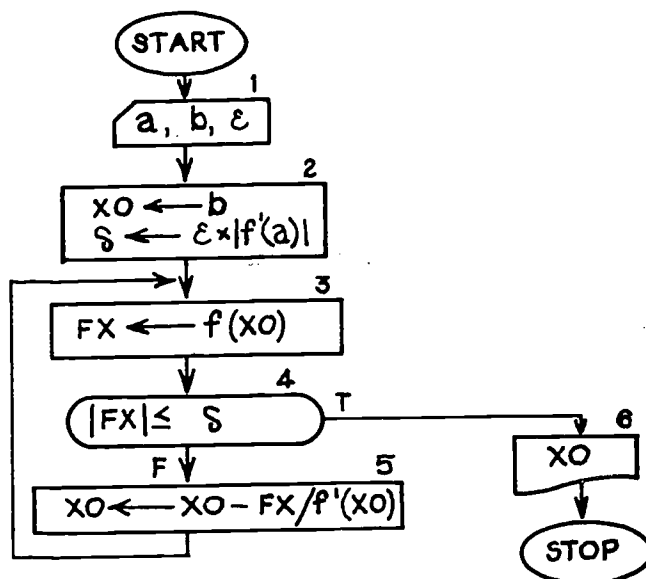 START
1
a, b, ε
2
XO ← b
δ ← ε×|f'(a)|
3
FX ← f(XO)
4
|FX| ≤ δ
T
F
5
XO ← XO - FX/f'(XO)
6
XO
STOP